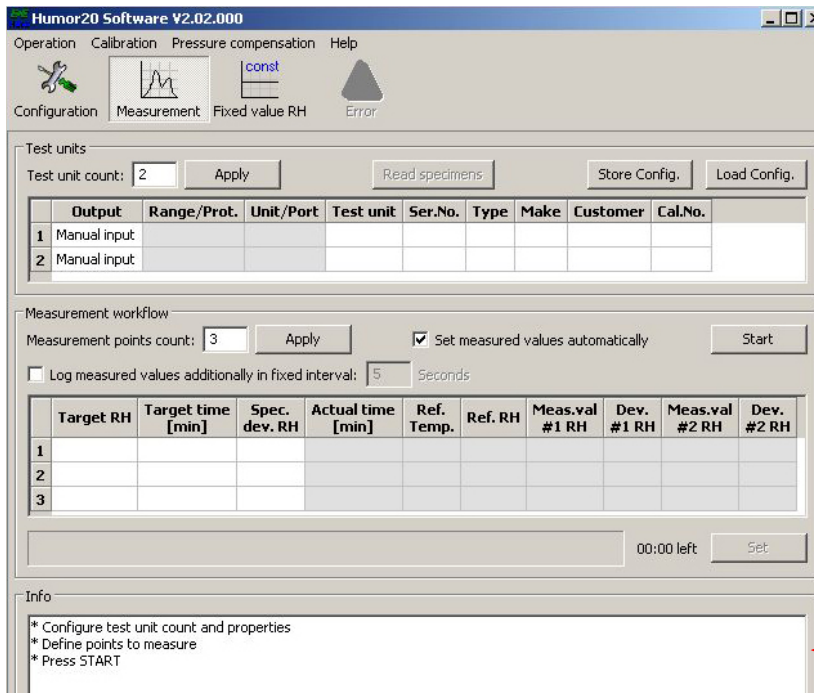 Humor20 Software V2.02.000
Operation Calibration Pressure compensation Help
const
Configuration Measurement Fixed value RH Error
Test units
Test unit count: 2 Apply Read specimens Store Config. Load Config.
Output Range/Prot. Unit/Port Test unit Ser.No. Type Make Customer Cal.No.
1 Manual input
2 Manual input
Measurement workflow
Measurement points count: 3 Apply Set measured values automatically Start
Log measured values additionally in fixed interval: 5 Seconds
Target RH Target time [min] Spec. dev. RH Actual time [min] Ref. Temp. Ref. RH Meas.val #1 RH Dev. #1 RH Meas.val #2 RH Dev. #2 RH
1
2
3
00:00 left Set
Info
* Configure test unit count and properties
* Define points to measure
* Press START